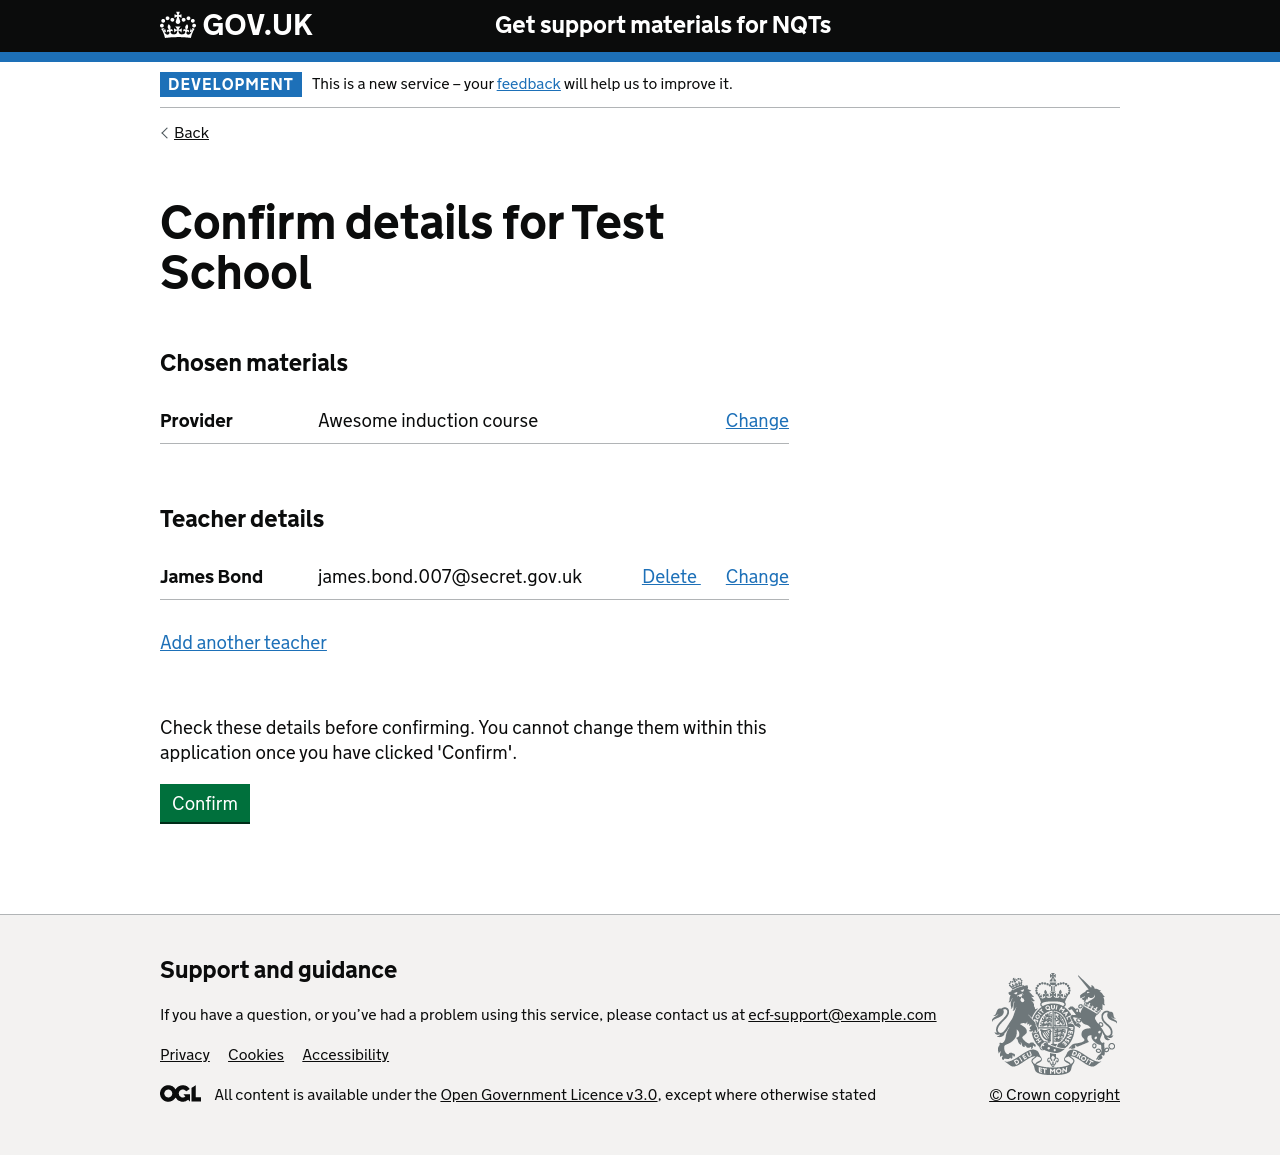 GOV.UK Get support materials for NQTs
DEVELOPMENT This is a new service – your feedback will help us to improve it.
Back
Confirm details for Test
School
Chosen materials
Provider Awesome induction course Change
Teacher details
James Bond james.bond.007@secret.gov.uk Delete Change
Add another teacher
Check these details before confirming. You cannot change them within this
application once you have clicked 'Confirm'.
Confirm
Support and guidance
If you have a question, or you’ve had a problem using this service, please contact us at ecf-support@example.com
Privacy Cookies Accessibility
OGL All content is available under the Open Government Licence v3.0, except where otherwise stated
© Crown copyright